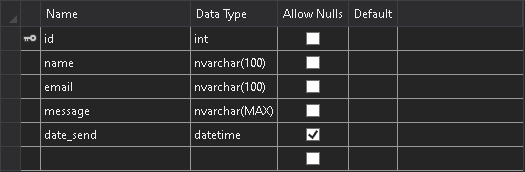 Name Data Type Allow Nulls Default
id int
name nvarchar(100)
email nvarchar(100)
message nvarchar(MAX)
date_send datetime